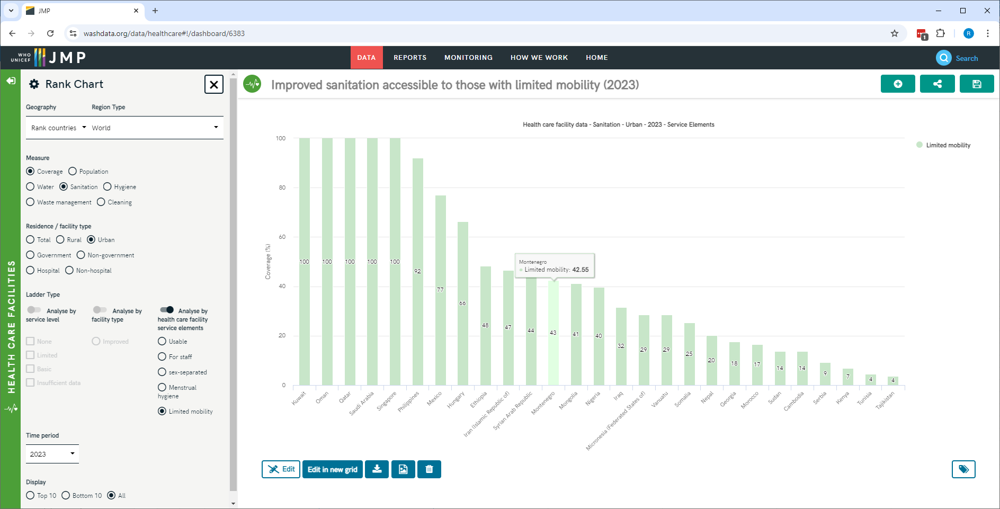 JMP
washdata.org/data/healthcare#!/dashboard/6383
1
R
WHO
UNICEF
JMP
DATA
REPORTS
MONITORING
HOW WE WORK
HOME
Search
HEALTH CARE FACILITIES
Rank Chart
Geography
Region Type
Rank countries
World
Measure
Coverage
Population
Water
Sanitation
Hygiene
Waste management
Cleaning
Residence / facility type
Total
Rural
Urban
Government
Non-government
Hospital
Non-hospital
Ladder Type
Analyse by
service level
None
Limited
Basic
Insufficient data
Analyse by
facility type
Improved
Analyse by
health care facility
service elements
Usable
For staff
sex-separated
Menstrual
hygiene
Limited mobility
Time period
2023
Display
Top 10
Bottom 10
All
Improved sanitation accessible to those with limited mobility (2023)
Health care facility data - Sanitation - Urban - 2023 - Service Elements
Limited mobility
Coverage (%)
100
80
60
40
20
0
100
100
100
100
100
92
77
66
48
47
44
43
41
40
32
29
29
25
20
18
17
14
14
9
7
4
4
Montenegro
Limited mobility: 42.55
Kuwait
Oman
Qatar
Saudi Arabia
Singapore
Philippines
Mexico
Hungary
Ethiopia
Iran (Islamic Republic of)
Syrian Arab Republic
Montenegro
Mongolia
Nigeria
Iraq
Micronesia (Federated States of)
Vanuatu
Somalia
Nepal
Georgia
Morocco
Sudan
Cambodia
Serbia
Kenya
Tunisia
Tajikistan
Edit
Edit in new grid